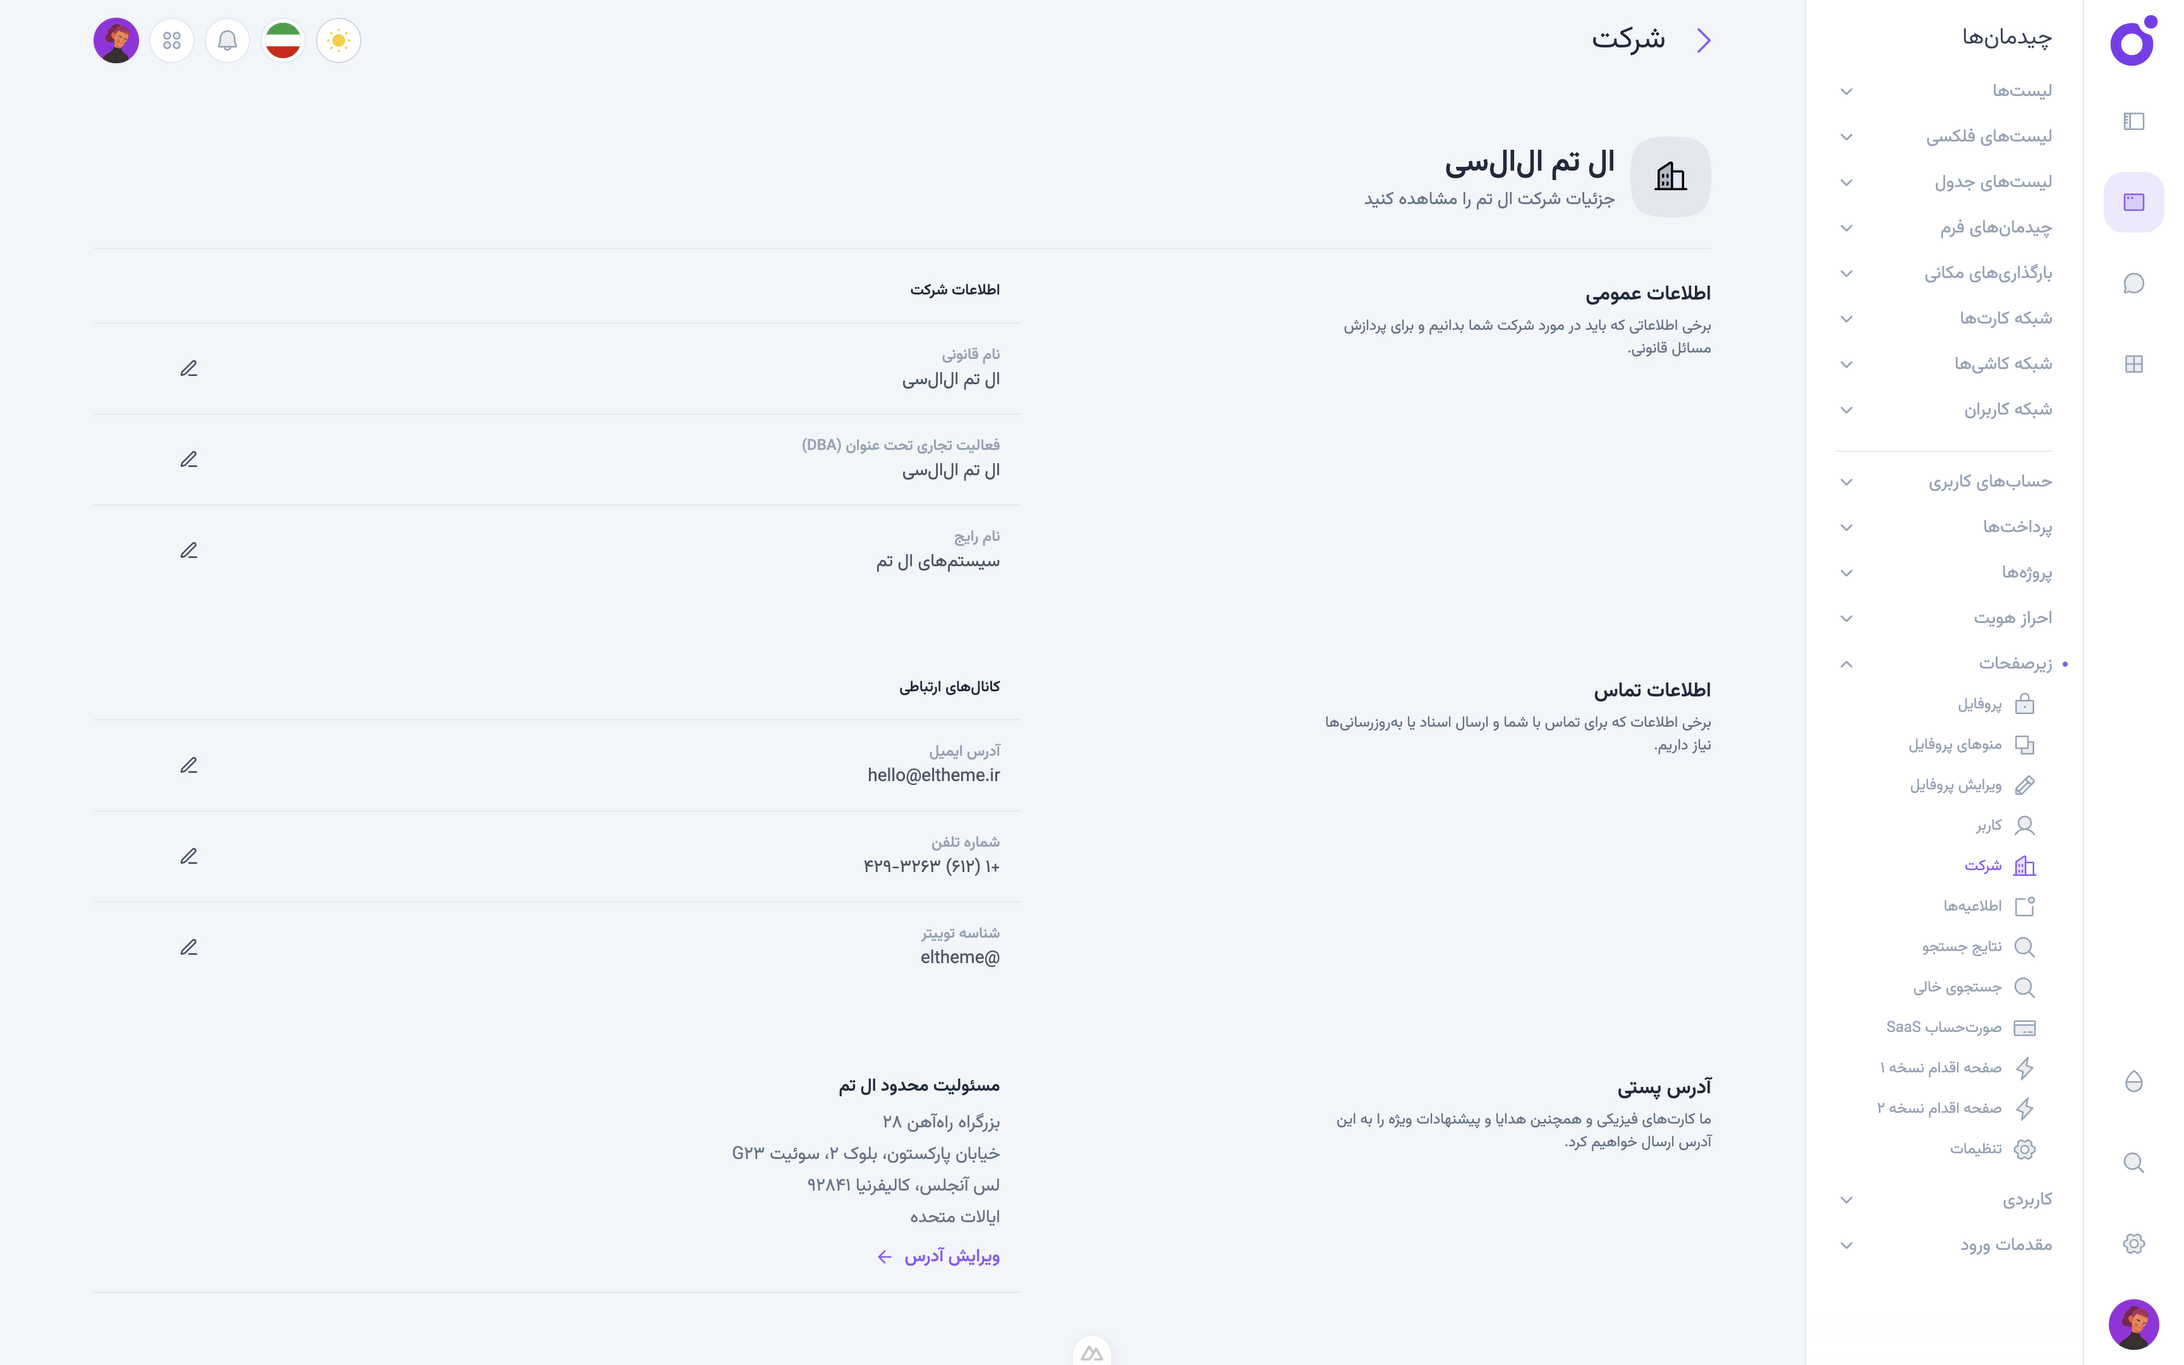 چیدمان‌ها
لیست‌ها
لیست‌های فلکسی
لیست‌های جدول
چیدمان‌های فرم
بارگذاری‌های مکانی
شبکه کارت‌ها
شبکه کاشی‌ها
شبکه کاربران
حساب‌های کاربری
پرداخت‌ها
پروژه‌ها
احراز هویت
زیرصفحات
پروفایل
منوهای پروفایل
ویرایش پروفایل
کاربر
شرکت
اطلاعیه‌ها
نتایج جستجو
جستجوی خالی
صورت‌حساب SaaS
صفحه اقدام نسخه ۱
صفحه اقدام نسخه ۲
تنظیمات
کاربردی
مقدمات ورود
شرکت
ال تم ال‌ال‌سی
جزئیات شرکت ال تم را مشاهده کنید
اطلاعات عمومی
برخی اطلاعاتی که باید در مورد شرکت شما بدانیم و برای پردازش
مسائل قانونی.
اطلاعات شرکت
نام قانونی
ال تم ال‌ال‌سی
فعالیت تجاری تحت عنوان (DBA)
ال تم ال‌ال‌سی
نام رایج
سیستم‌های ال تم
اطلاعات تماس
برخی اطلاعات که برای تماس با شما و ارسال اسناد یا به‌روزرسانی‌ها
نیاز داریم.
کانال‌های ارتباطی
آدرس ایمیل
hello@eltheme.ir
شماره تلفن
+۱ (۶۱۲) ۴۲۹-۳۲۶۳
شناسه توییتر
@eltheme
آدرس پستی
ما کارت‌های فیزیکی و همچنین هدایا و پیشنهادات ویژه را به این
آدرس ارسال خواهیم کرد.
مسئولیت محدود ال تم
بزرگراه راه‌آهن ۲۸
خیابان پارکستون، بلوک ۲، سوئیت G۲۳
لس آنجلس، کالیفرنیا ۹۲۸۴۱
ایالات متحده
ویرایش آدرس